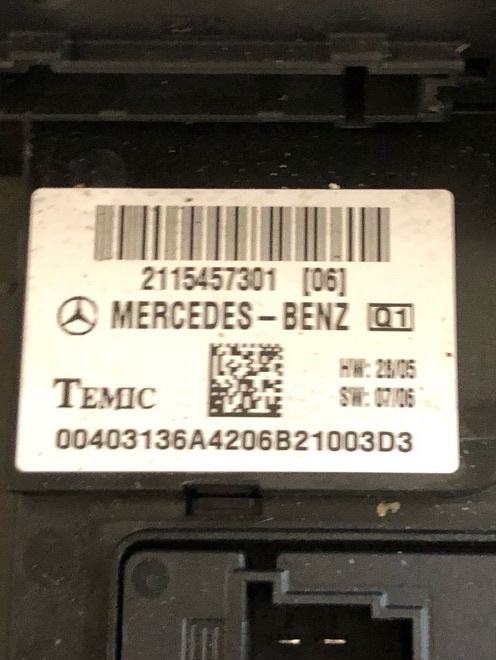 2115457301 [06]
MERCEDES-BENZ Q1
HW: 28/05
TEMIC
SW: 07/06
00403136A4206B21003D3